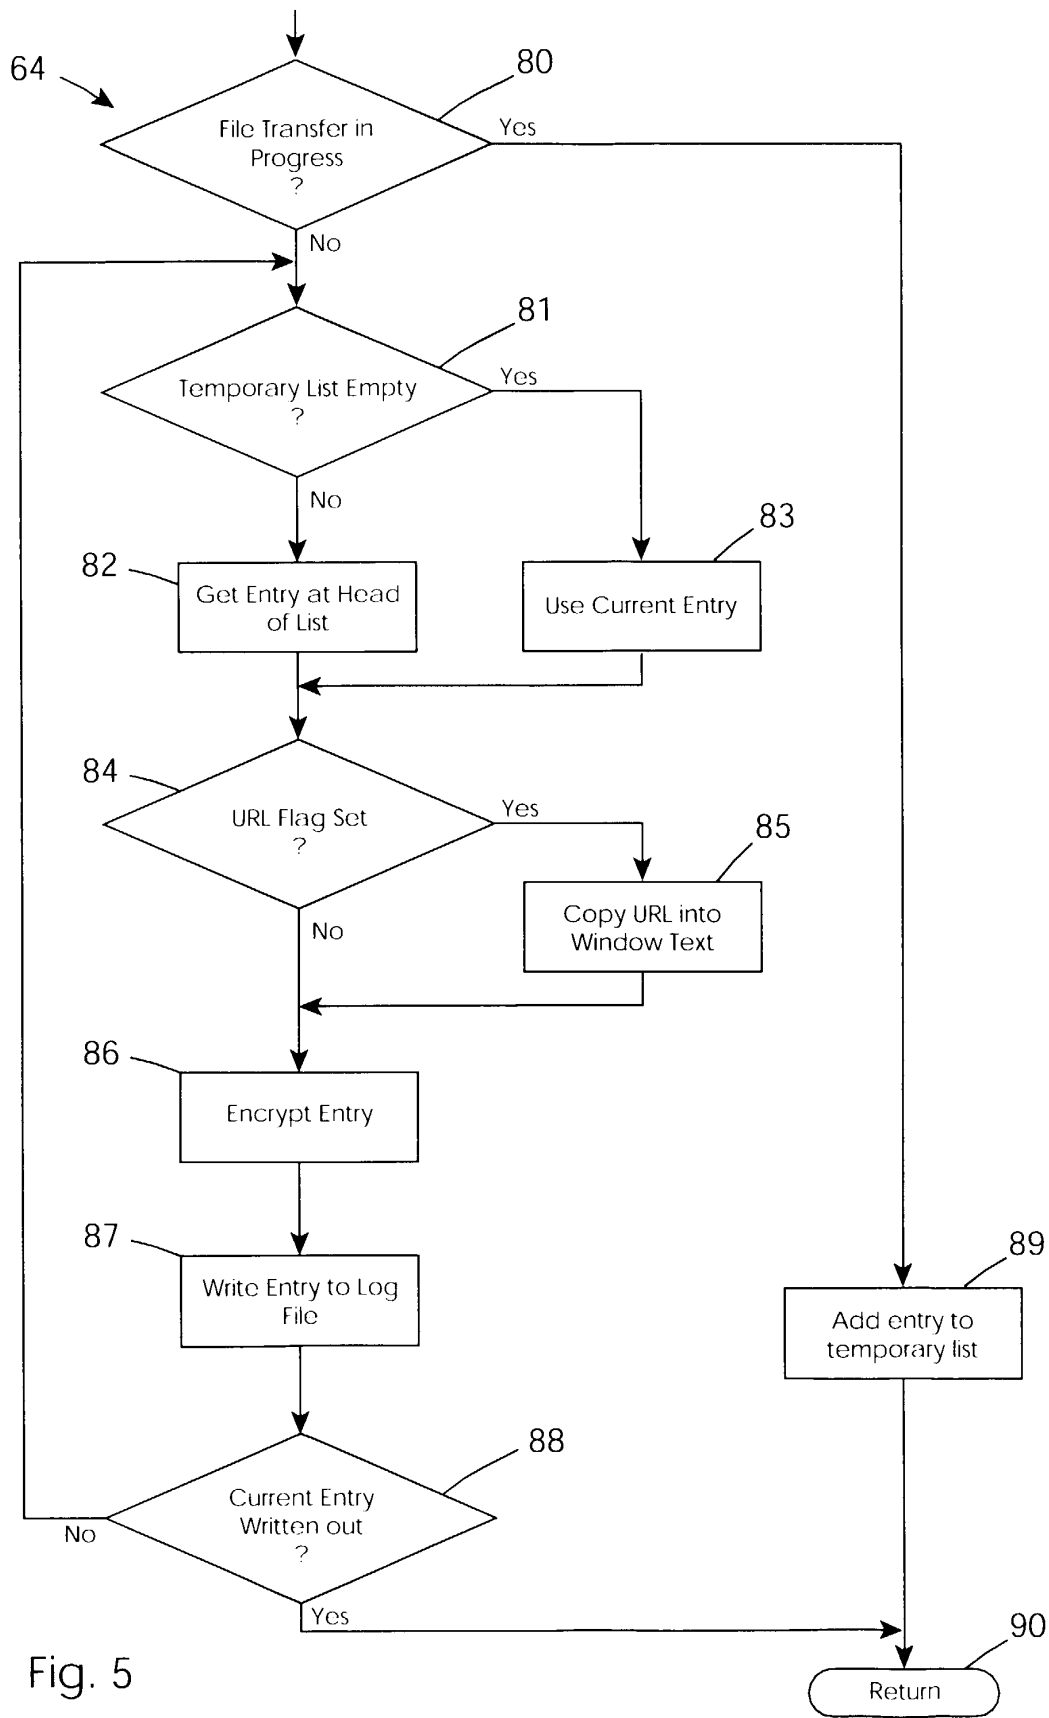 64
80
File Transfer in
Progress
?
Yes
No
81
Temporary List Empty
?
Yes
No
82
Get Entry at Head
of List
83
Use Current Entry
84
URL Flag Set
?
Yes
No
85
Copy URL into
Window Text
86
Encrypt Entry
87
Write Entry to Log
File
89
Add entry to
temporary list
88
Current Entry
Written out
?
No
Yes
90
Return
Fig. 5